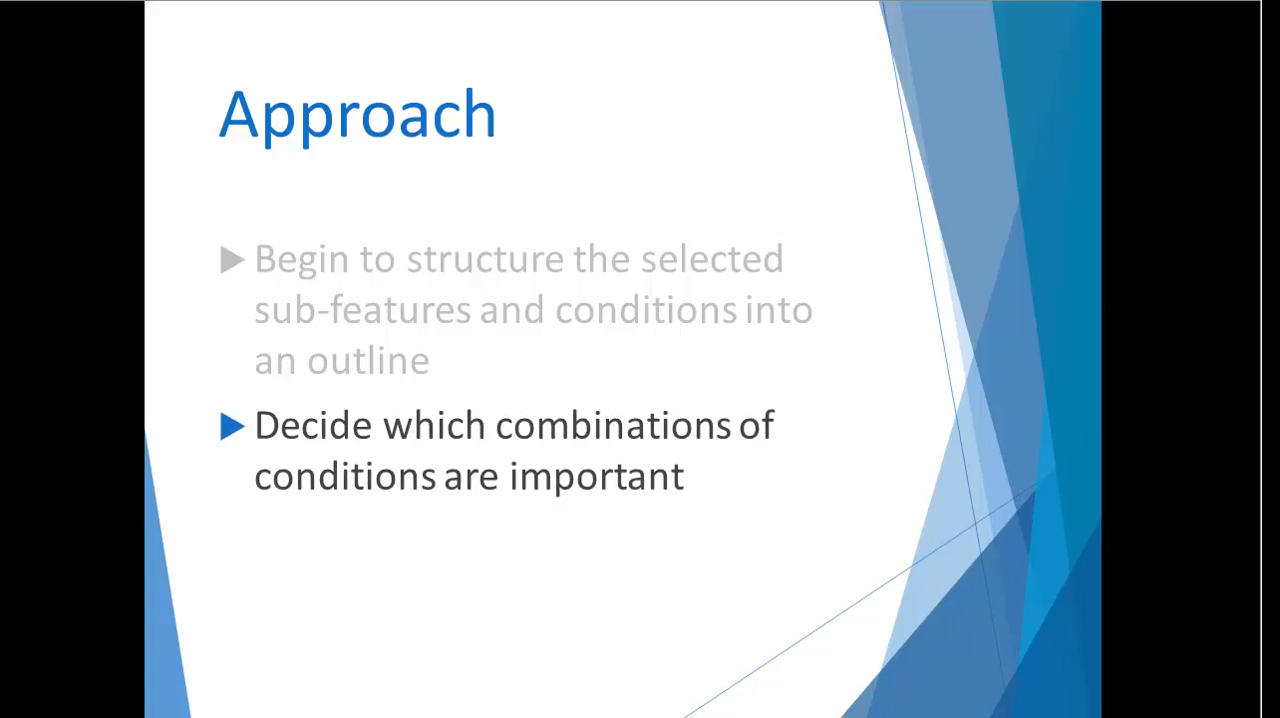 Approach
Begin to structure the selected
sub-features and conditions into
an outline
Decide which combinations of
conditions are important